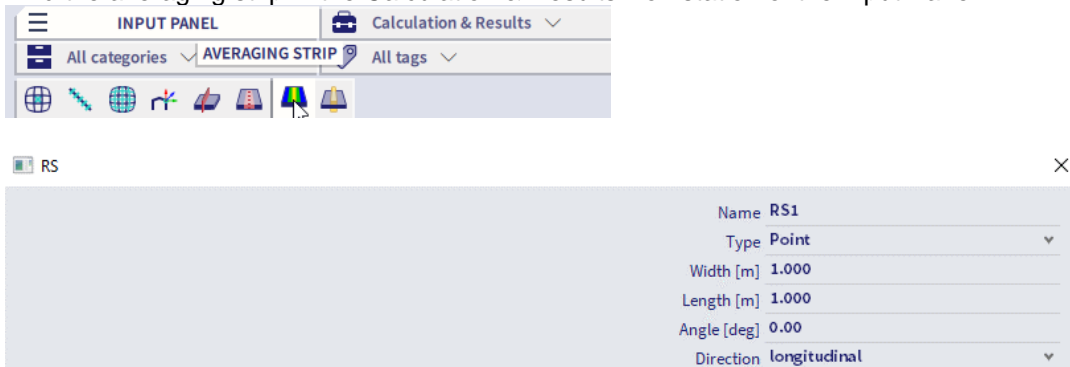 INPUT PANEL
Calculation & Results
All categories
AVERAGING STRIP
All tags
RS
Name RS1
Type Point
Width [m] 1.000
Length [m] 1.000
Angle [deg] 0.00
Direction longitudinal